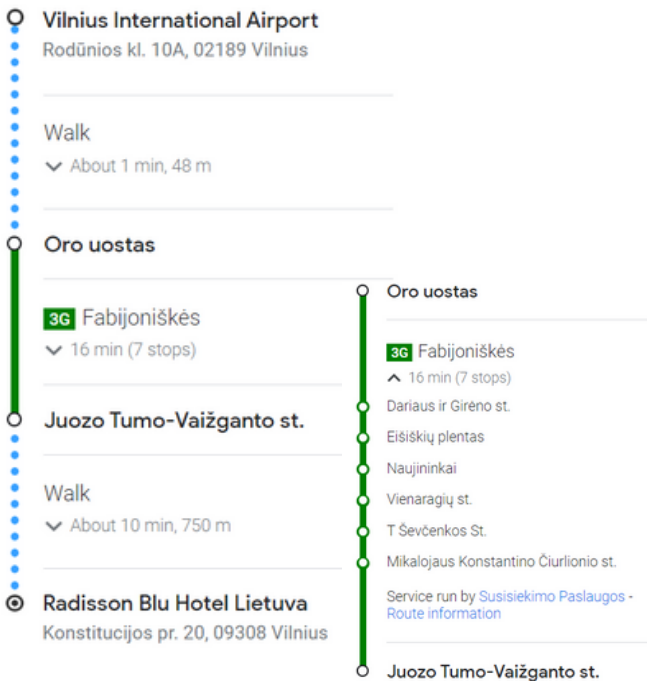 Vilnius International Airport
Rodūnios kl. 10A, 02189 Vilnius
Walk
About 1 min, 48 m
Oro uostas
3G Fabijoniškės
16 min (7 stops)
Juozo Tumo-Vaižganto st.
Walk
About 10 min, 750 m
Radisson Blu Hotel Lietuva
Konstitucijos pr. 20, 09308 Vilnius
Oro uostas
3G Fabijoniškės
16 min (7 stops)
Dariaus ir Girėno st.
Eišiškių plentas
Naujininkai
Vienaragių st.
T Ševčenkos St.
Mikalojaus Konstantino Čiurlionio st.
Service run by Susisiekimo Paslaugos -
Route information
Juozo Tumo-Vaižganto st.